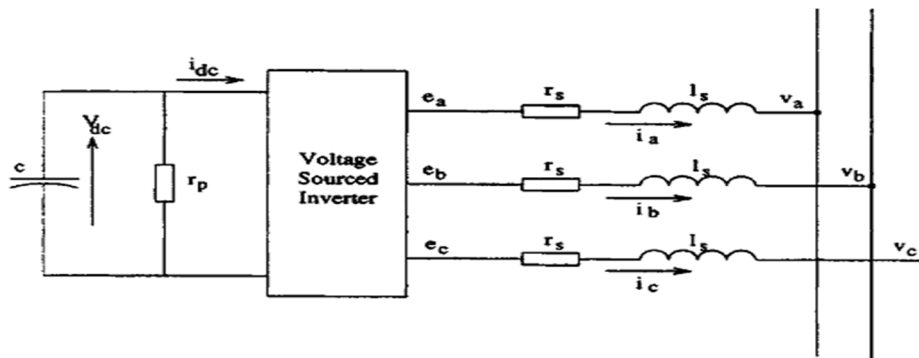 i_dc
V_dc
c
r_p
Voltage
Sourced
Inverter
e_a
r_s
l_s
v_a
i_a
e_b
r_s
l_s
v_b
i_b
e_c
r_s
l_s
v_c
i_c